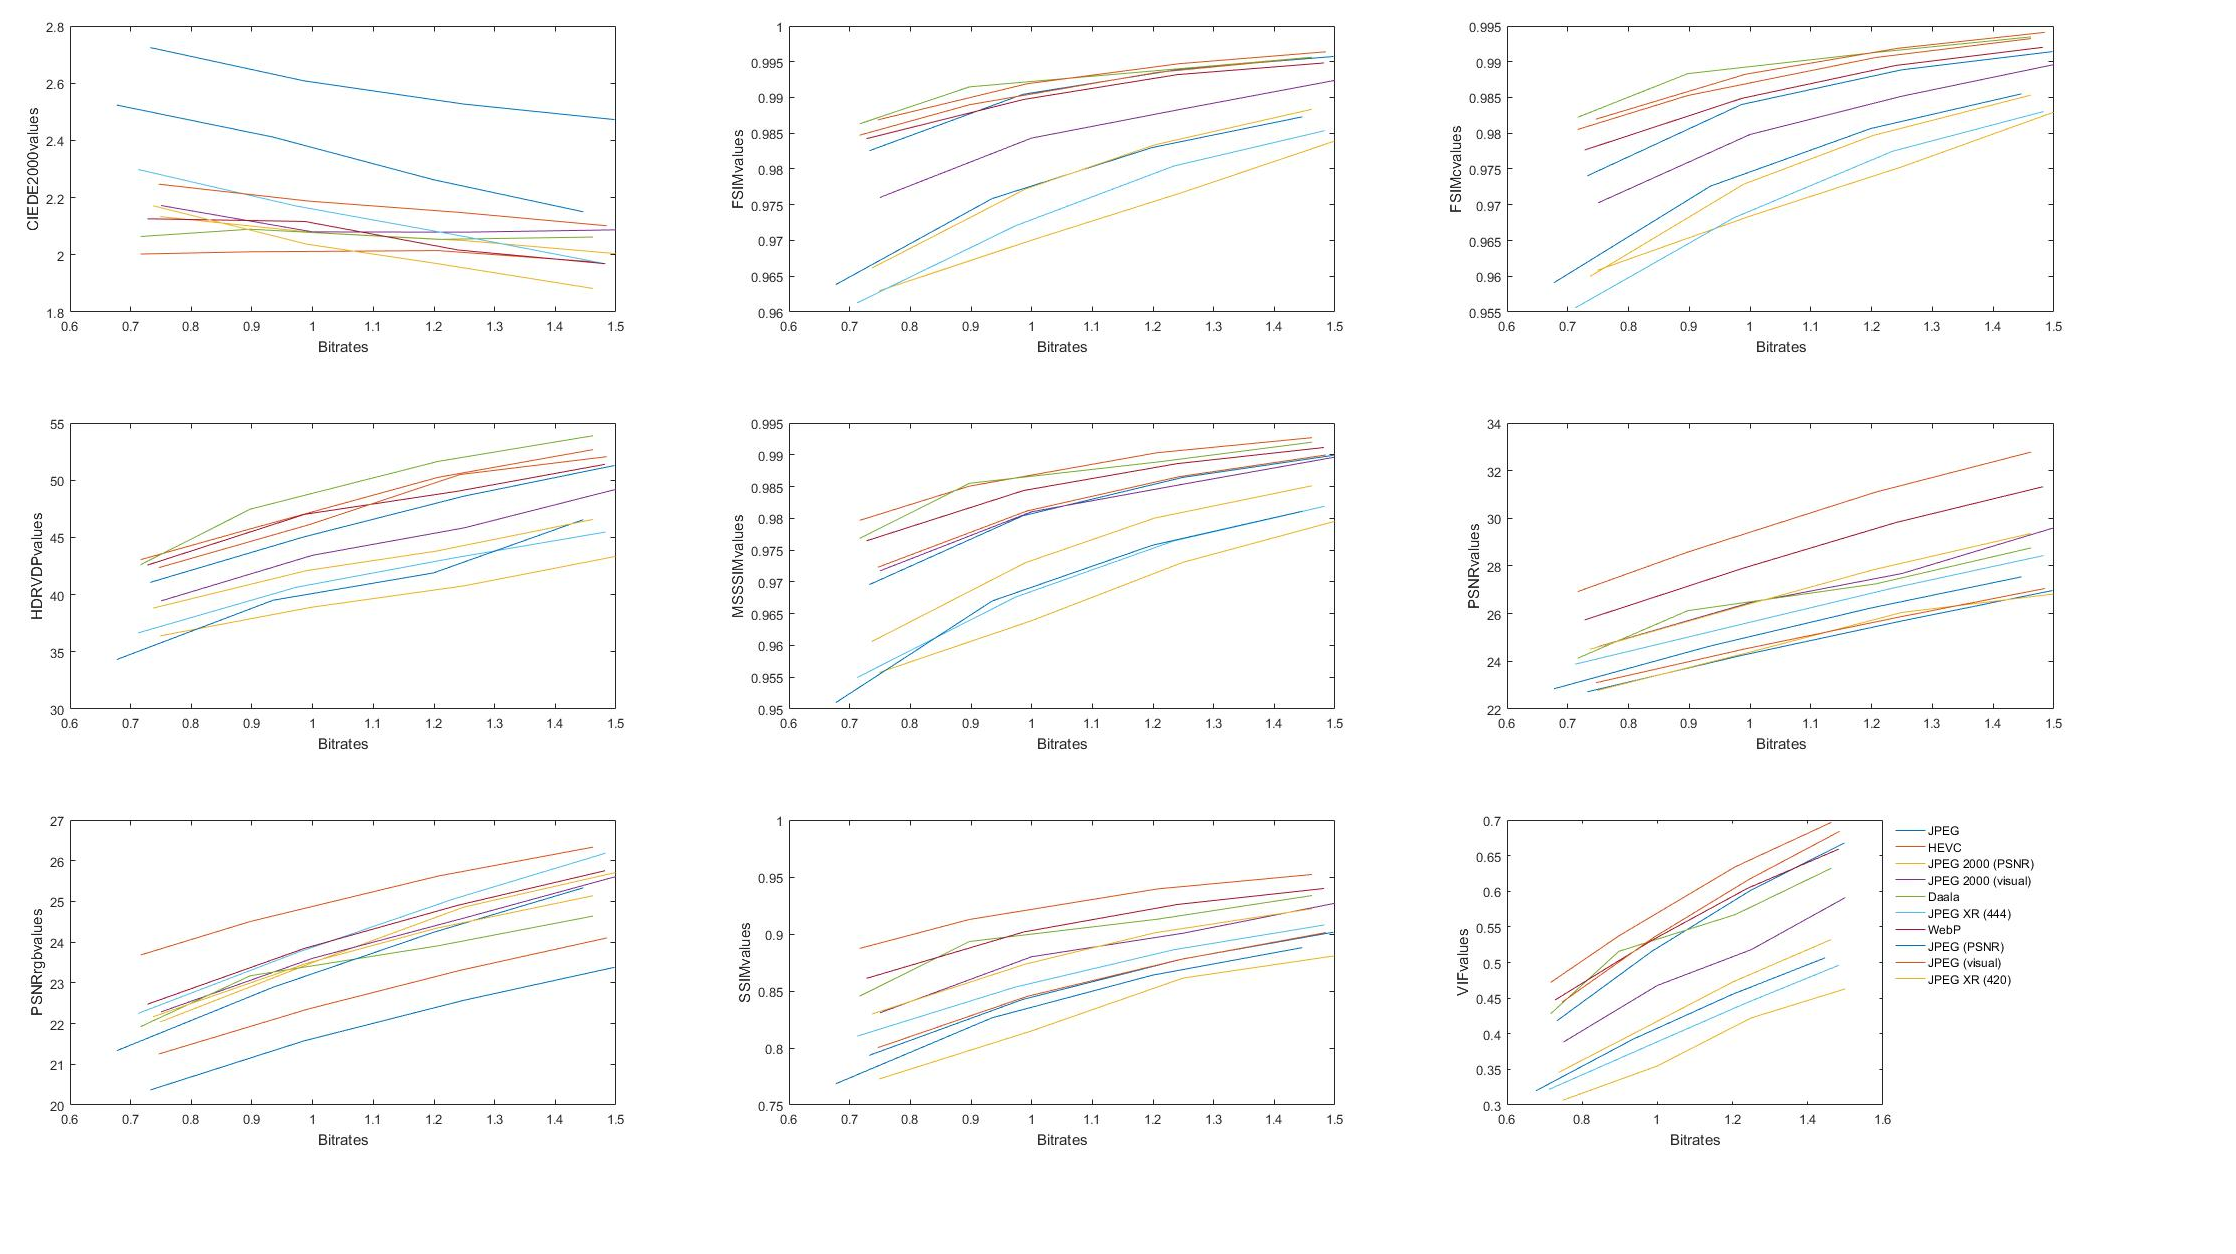 CIEDE2000values
2.8
2.6
2.4
2.2
2
1.8
0.6 0.7 0.8 0.9 1 1.1 1.2 1.3 1.4 1.5
Bitrates
FSIMvalues
1
0.995
0.99
0.985
0.98
0.975
0.97
0.965
0.96
0.6 0.7 0.8 0.9 1 1.1 1.2 1.3 1.4 1.5
Bitrates
FSIMcvalues
0.995
0.99
0.985
0.98
0.975
0.97
0.965
0.96
0.955
0.6 0.7 0.8 0.9 1 1.1 1.2 1.3 1.4 1.5
Bitrates
HDRVDPvalues
55
50
45
40
35
30
0.6 0.7 0.8 0.9 1 1.1 1.2 1.3 1.4 1.5
Bitrates
MSSSIMvalues
0.995
0.99
0.985
0.98
0.975
0.97
0.965
0.96
0.955
0.95
0.6 0.7 0.8 0.9 1 1.1 1.2 1.3 1.4 1.5
Bitrates
PSNRvalues
34
32
30
28
26
24
22
0.6 0.7 0.8 0.9 1 1.1 1.2 1.3 1.4 1.5
Bitrates
PSNRrgbvalues
27
26
25
24
23
22
21
20
0.6 0.7 0.8 0.9 1 1.1 1.2 1.3 1.4 1.5
Bitrates
SSIMvalues
1
0.95
0.9
0.85
0.8
0.75
0.6 0.7 0.8 0.9 1 1.1 1.2 1.3 1.4 1.5
Bitrates
VIFvalues
0.7
0.65
0.6
0.55
0.5
0.45
0.4
0.35
0.3
0.6 0.8 1 1.2 1.4 1.6
Bitrates
JPEG
HEVC
JPEG 2000 (PSNR)
JPEG 2000 (visual)
Daala
JPEG XR (444)
WebP
JPEG (PSNR)
JPEG (visual)
JPEG XR (420)